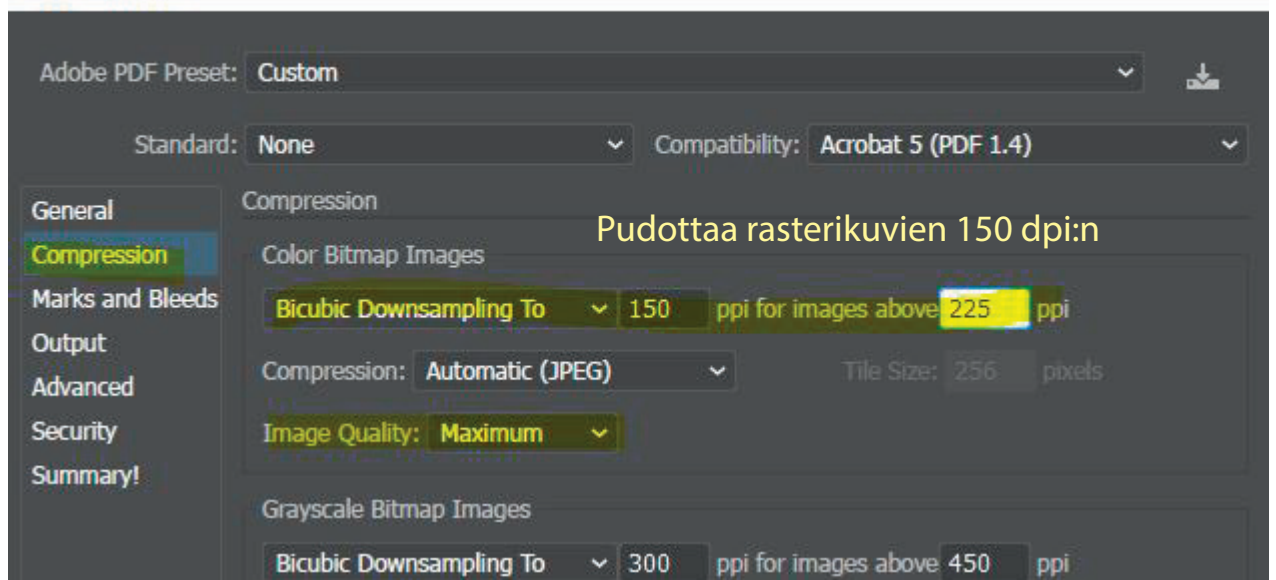 Adobe PDF Preset: Custom
Standard: None Compatibility: Acrobat 5 (PDF 1.4)
General
Compression
Marks and Bleeds
Output
Advanced
Security
Summary!
Compression
Pudottaa rasterikuvien 150 dpi:n
Color Bitmap Images
Bicubic Downsampling To 150 ppi for images above 225 ppi
Compression: Automatic (JPEG) Tile Size: 256 pixels
Image Quality: Maximum
Grayscale Bitmap Images
Bicubic Downsampling To 300 ppi for images above 450 ppi